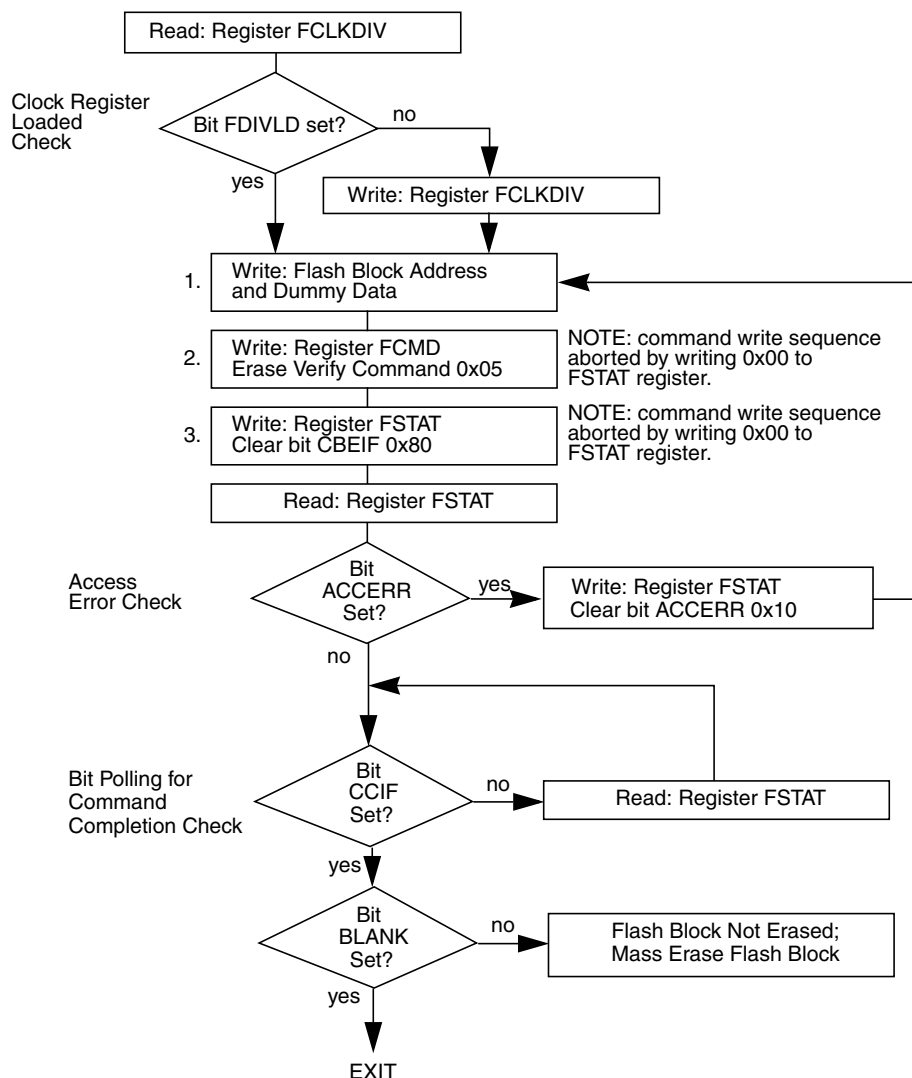 Read: Register FCLKDIV
Clock Register
Loaded
Check
Bit FDIVLD set?
no
yes
Write: Register FCLKDIV
1.
Write: Flash Block Address
and Dummy Data
2.
Write: Register FCMD
Erase Verify Command 0x05
NOTE: command write sequence
aborted by writing 0x00 to
FSTAT register.
3.
Write: Register FSTAT
Clear bit CBEIF 0x80
NOTE: command write sequence
aborted by writing 0x00 to
FSTAT register.
Read: Register FSTAT
Access
Error Check
Bit
ACCERR
Set?
yes
Write: Register FSTAT
Clear bit ACCERR 0x10
no
Bit Polling for
Command
Completion Check
Bit
CCIF
Set?
no
Read: Register FSTAT
yes
Bit
BLANK
Set?
no
Flash Block Not Erased;
Mass Erase Flash Block
yes
EXIT